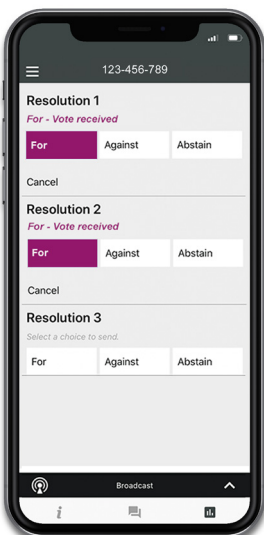 123-456-789
Resolution 1
For - Vote received
For Against Abstain
Cancel
Resolution 2
For - Vote received
For Against Abstain
Cancel
Resolution 3
Select a choice to send.
For Against Abstain
Broadcast
i